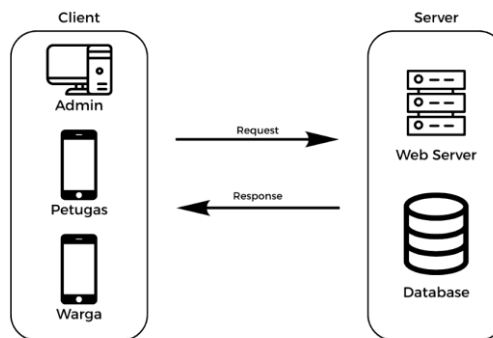 Client
Server
Admin
Petugas
Warga
Request
Response
Web Server
Database